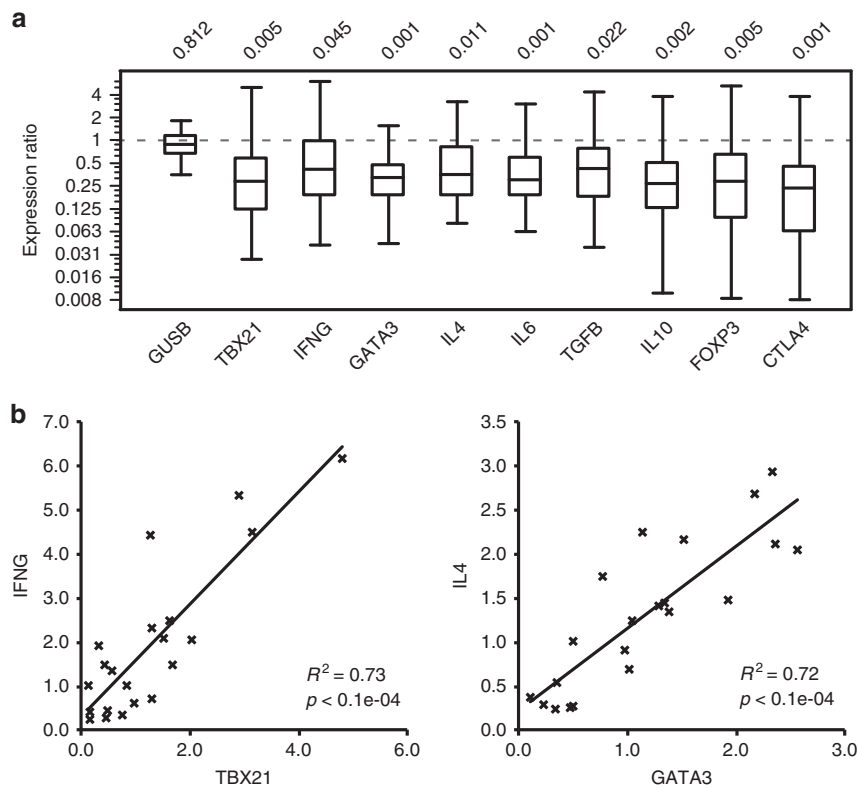 a
0.812 0.005 0.045 0.001 0.011 0.001 0.022 0.002 0.005 0.001
Expression ratio
4
2
1
0.5
0.25
0.125
0.063
0.031
0.016
0.008
GUSB TBX21 IFNG GATA3 IL4 IL6 TGFB IL10 FOXP3 CTLA4
b
7.0
6.0
5.0
4.0
3.0
2.0
1.0
0.0
IFNG
R² = 0.73
p < 0.1e-04
0.0 2.0 4.0 6.0
TBX21
3.5
3.0
2.5
2.0
1.5
1.0
0.5
0.0
IL4
R² = 0.72
p < 0.1e-04
0.0 1.0 2.0 3.0
GATA3